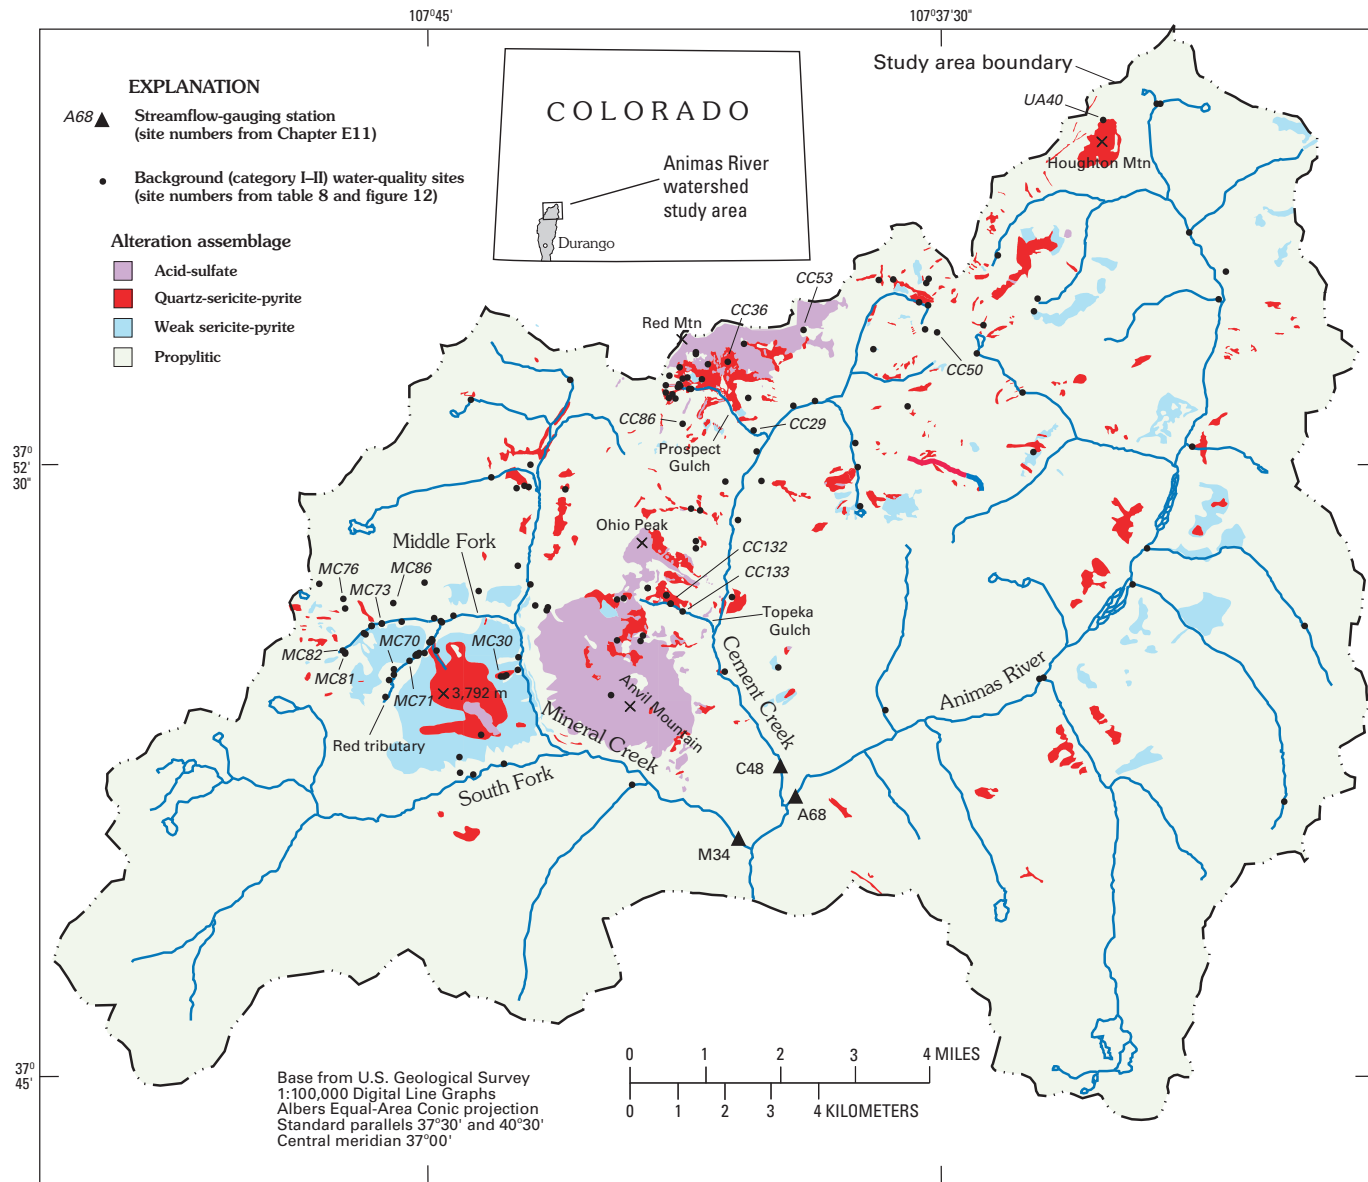 107⁰45'
107⁰37'30"
Study area boundary
EXPLANATION
A68
Streamflow-gauging station
(site numbers from Chapter E11)
Background (category I–II) water-quality sites
(site numbers from table 8 and figure 12)
Alteration assemblage
Acid-sulfate
Quartz-sericite-pyrite
Weak sericite-pyrite
Propylitic
COLORADO
Animas River
watershed
study area
Durango
UA40
Houghton Mtn
CC53
CC36
Red Mtn
CC50
CC86
CC29
Prospect
Gulch
37⁰
52'
30"
Ohio Peak
Middle Fork
CC132
CC133
MC76
MC86
MC73
Topeka
Gulch
MC70
MC30
MC82
MC81
MC71
3,792 m
Red tributary
Anvil Mountain
Cement Creek
Animas River
Mineral Creek
South Fork
C48
A68
M34
37⁰
45'
0 1 2 3 4 MILES
0 1 2 3 4 KILOMETERS
Base from U.S. Geological Survey
1:100,000 Digital Line Graphs
Albers Equal-Area Conic projection
Standard parallels 37°30' and 40°30'
Central meridian 37°00'